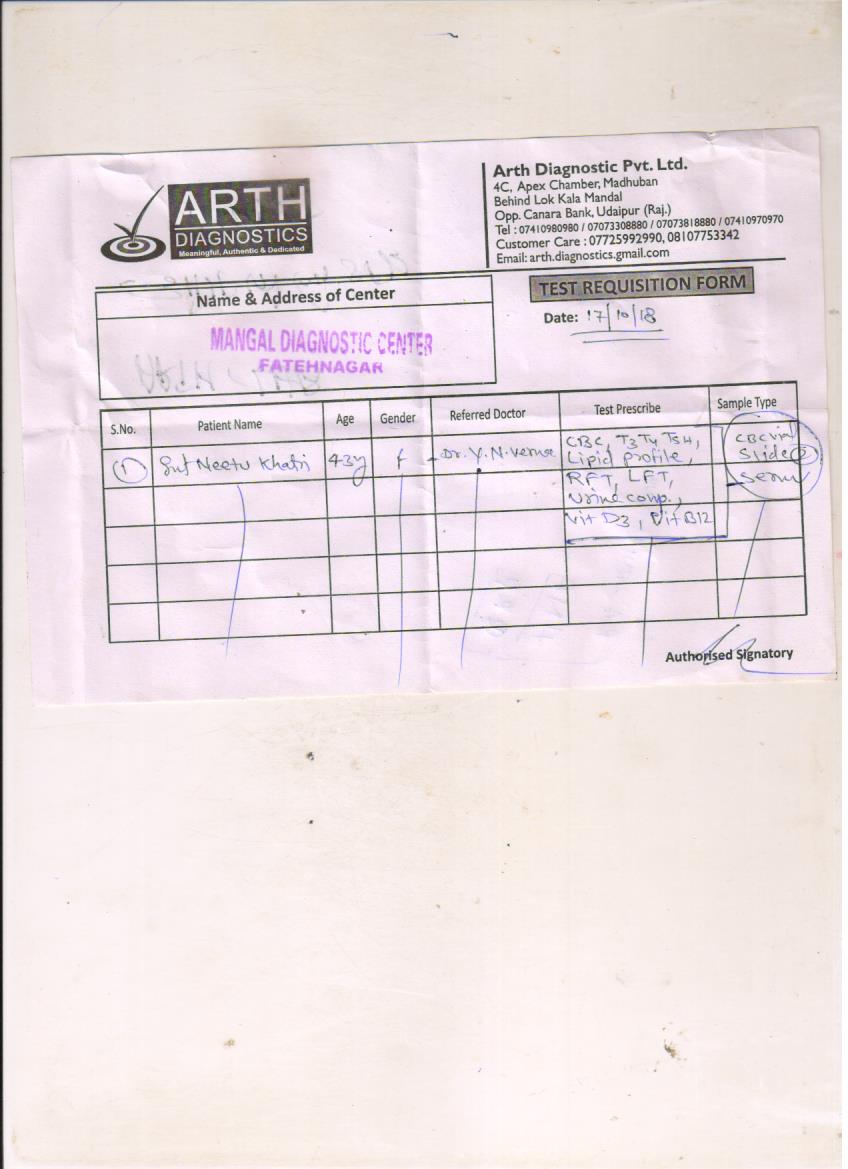 ARTH
DIAGNOSTICS
Meaningful, Authentic & Dedicated
Arth Diagnostic Pvt. Ltd.
4C, Apex Chamber, Madhuban
Behind Lok Kala Mandal
Opp. Canara Bank, Udaipur (Raj.)
Tel : 07410980980 / 07073308880 / 07073818880 / 07410970970
Customer Care : 07725992990, 08107753342
Email: arth.diagnostics.gmail.com
Name & Address of Center
MANGAL DIAGNOSTIC CENTER
FATEHNAGAR
TEST REQUISITION FORM
Date: 17/10/18
S.No. Patient Name Age Gender Referred Doctor Test Prescribe Sample Type
① Smt Neetu Khatri 43y f Dr. Y. N. Verma CBC, T3 T4 TSH, CBC vial
Lipid profile, Slide ②
RFT, LFT, Serum
Urine comp.,
Vit D3, Vit B12
Authorised Signatory